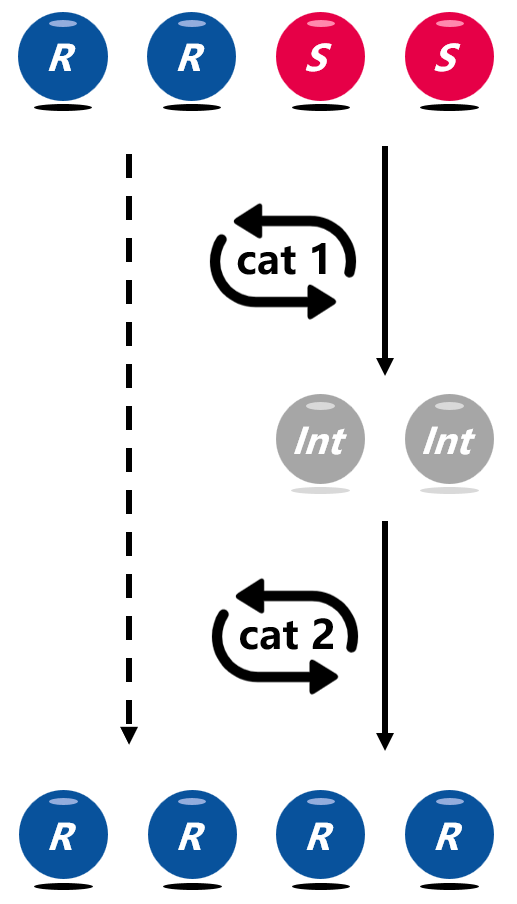 R R S S
cat 1
Int Int
cat 2
R R R R